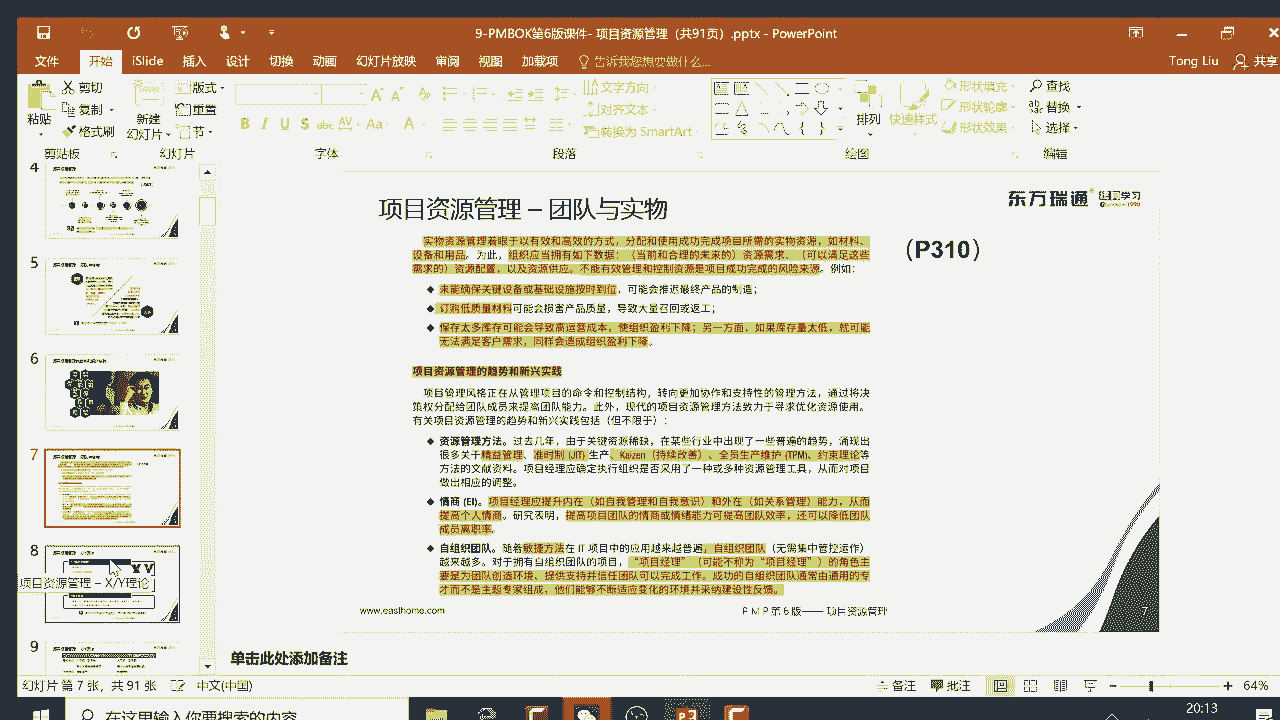 9-PMBOK第6版课件- 项目资源管理（共91页）.pptx - PowerPoint
文件 开始 iSlide 插入 设计 切换 动画 幻灯片放映 审阅 视图 加载项 告诉我您想要做什么... Tong Liu 共享
粘贴 剪切 复制 格式刷
新建 幻灯片 版式 重置 节
B I U S abc AV Aa A
文字方向 对齐文本 转换为 SmartArt
排列 快速样式 形状填充 形状轮廓 形状效果
查找 替换 选择
剪贴板 幻灯片 字体 段落 绘图 编辑
4
5
6
7
8
项目资源管理 – X/Y理论
9
项目资源管理 – 团队与实物
东方瑞通
（P310）
实物资源管理着眼于以有效和高效的方式，分配和使用成功完成项目所需的实物资源，如材料、
设备和用品。为此，组织应当拥有如下数据：（当前和合理的未来的）资源需求、（可以满足这些
需求的）资源配置，以及资源供应。不能有效管理和控制资源是项目成功完成的风险来源。例如：
◆ 未能确保关键设备或基础设施按时到位，可能会推迟最终产品的制造；
◆ 订购低质量材料可能会损害产品质量，导致大量召回或返工；
◆ 保存太多库存可能会导致高运营成本，使组织盈利下降；另一方面，如果库存量太低，就可能
无法满足客户需求，同样会造成组织盈利下降。
项目资源管理的趋势和新兴实践
项目管理风格正在从管理项目的命令和控制结构，转向更加协作和支持性的管理方法，通过将决
策权分配给团队成员来提高团队能力。此外，现代的项目资源管理方法致力于寻求优化资源使用。
有关项目资源管理的趋势和新兴实践包括（但不限于）：
◆ 资源管理方法。过去几年，由于关键资源稀缺，在某些行业中出现了一些普遍的趋势，涌现出
很多关于精益管理、准时制 (JIT) 生产、Kaizen（持续改善）、全员生产维护 (TPM)、约束理论等
方法的文献资料。项目经理应确定执行组织是否采用了一种或多种资源管理工具，从而对项目
做出相应的调整。
◆ 情商 (EI)。项目经理应提升内在（如自我管理和自我意识）和外在（如关系管理）能力，从而
提高个人情商。研究表明，提高项目团队的情商或情绪能力可提高团队效率，还可以降低团队
成员离职率。
◆ 自组织团队。随着敏捷方法在 IT 项目中的应用越来越普遍，自组织团队（无需集中管控运作）
越来越多。对于拥有自组织团队的项目，“项目经理”（可能不称为“项目经理”）的角色主
要是为团队创造环境、提供支持并信任团队可以完成工作。成功的自组织团队通常由通用的专
才而不是主题专家组成，他们能够不断适应变化的环境并采纳建设性反馈。
www.easthome.com
PMP第6版—— 项目资源管理
7
单击此处添加备注
幻灯片 第 7 张，共 91 张 中文(中国) 备注 批注 64%
在这里输入你要搜索的内容
20:13